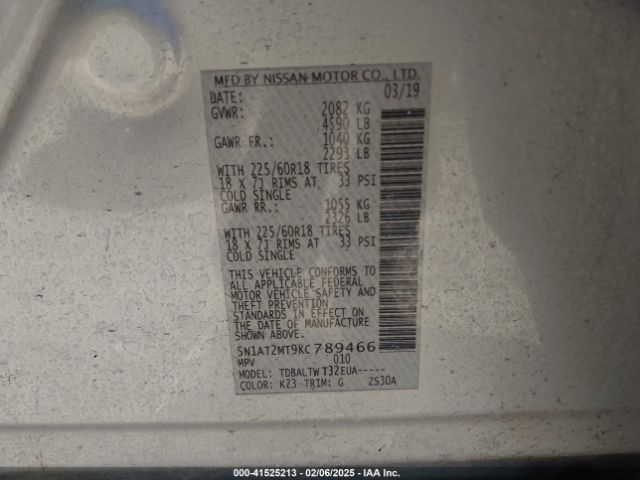 MFD BY NISSAN MOTOR CO., LTD.
DATE: 03/19
GVWR: 2082 KG
4590 LB
GAWR FR.: 1040 KG
2293 LB
WITH 225/60R18 TIRES
18 X 7J RIMS AT 33 PSI
COLD SINGLE
GAWR RR.: 1055 KG
2326 LB
WITH 225/60R18 TIRES
18 X 7J RIMS AT 33 PSI
COLD SINGLE
THIS VEHICLE CONFORMS TO
ALL APPLICABLE FEDERAL
MOTOR VEHICLE SAFETY AND
THEFT PREVENTION
STANDARDS IN EFFECT ON
THE DATE OF MANUFACTURE
SHOWN ABOVE.
5N1AT2MT9KC789466
MPV 010
MODEL: TDBALTWT32EUA-----
COLOR: K23 TRIM: G ZS30A
000-41525213 - 02/06/2025 - IAA Inc.